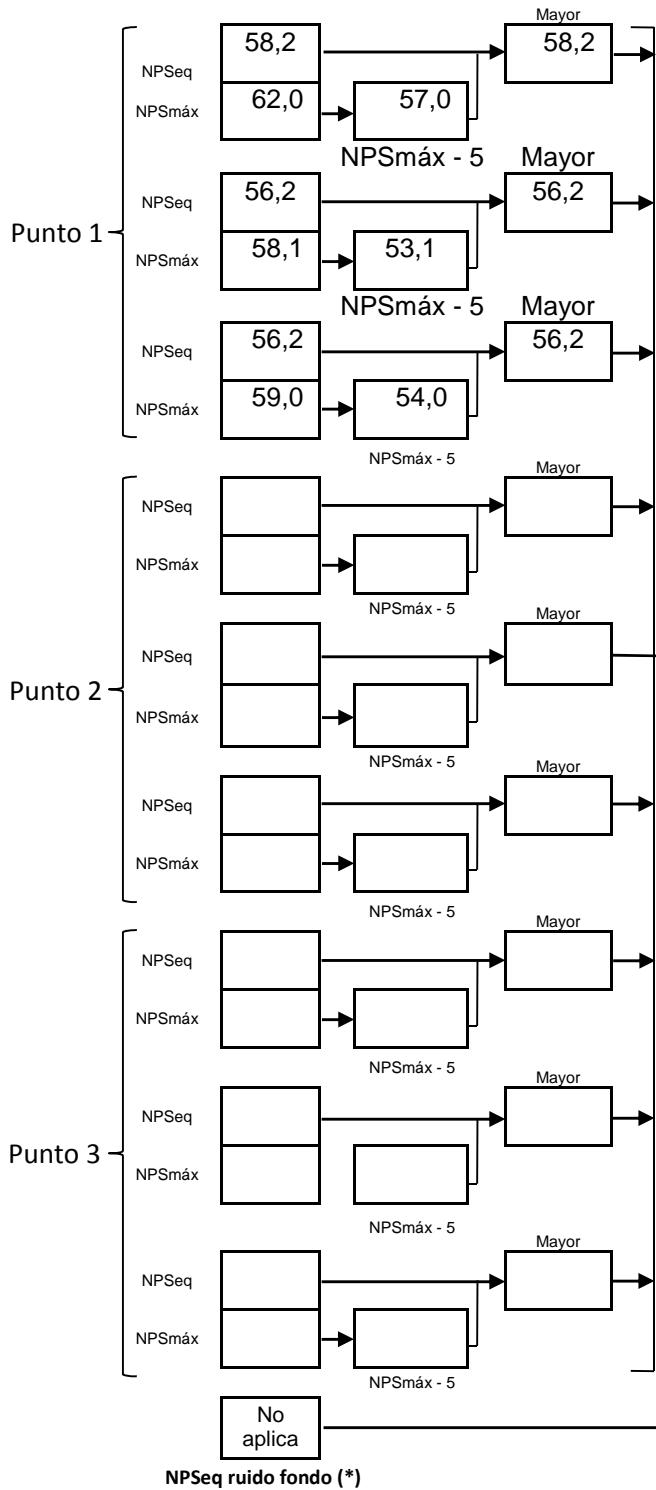 Mayor
58,2 58,2
NPSeq
NPSmáx 62,0 57,0
NPSmáx - 5 Mayor
NPSeq 56,2 56,2
Punto 1
NPSmáx 58,1 53,1
NPSmáx - 5 Mayor
NPSeq 56,2 56,2
NPSmáx 59,0 54,0
NPSmáx - 5 Mayor
NPSeq
NPSmáx
NPSmáx - 5 Mayor
NPSeq
Punto 2
NPSmáx
NPSmáx - 5 Mayor
NPSeq
NPSmáx
NPSmáx - 5 Mayor
NPSeq
NPSmáx
NPSmáx - 5 Mayor
NPSeq
Punto 3
NPSmáx
NPSmáx - 5 Mayor
NPSeq
NPSmáx
NPSmáx - 5
No
aplica
NPSeq ruido fondo (*)